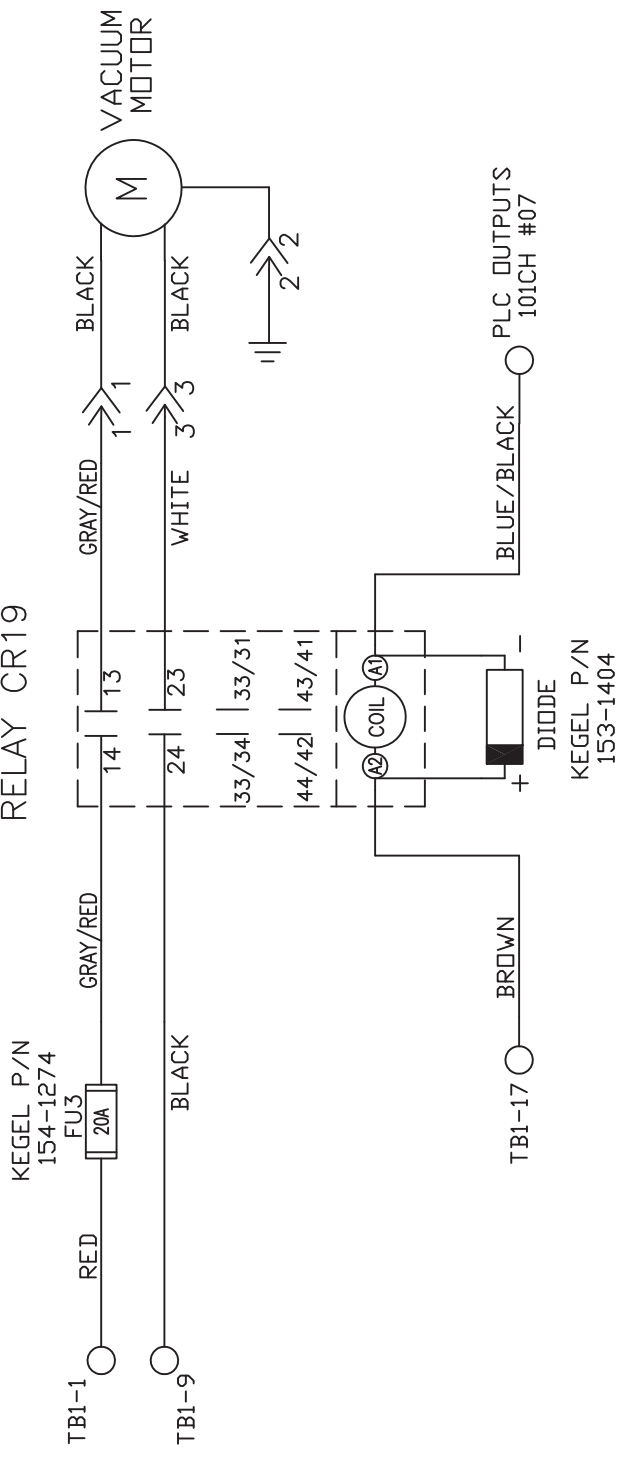 RELAY CR19
VACUUM
MOTOR
M
KEGEL P/N
154-1274
FU3
20A
TB1-1
RED
GRAY/RED
14
13
GRAY/RED
1
1
BLACK
TB1-9
BLACK
24
23
WHITE
3
3
BLACK
2
2
33/34
33/31
44/42
43/41
A2
COIL
A1
TB1-17
BROWN
+
-
DIODE
KEGEL P/N
153-1404
BLUE/BLACK
PLC OUTPUTS
101CH #07